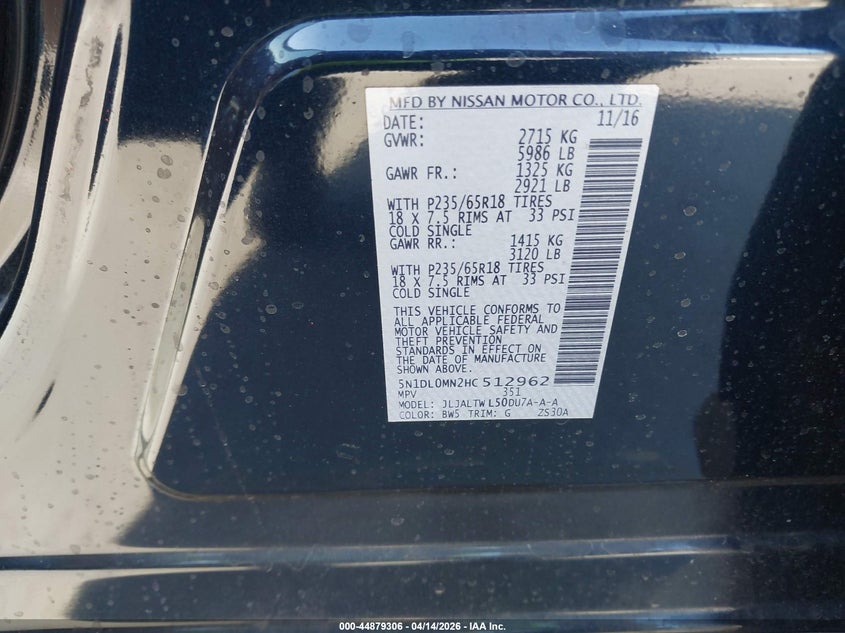 MFD BY NISSAN MOTOR CO., LTD.
DATE: 11/16
GVWR: 2715 KG
5986 LB
GAWR FR.: 1325 KG
2921 LB
WITH P235/65R18 TIRES
18 X 7.5 RIMS AT 33 PSI
COLD SINGLE
GAWR RR.: 1415 KG
3120 LB
WITH P235/65R18 TIRES
18 X 7.5 RIMS AT 33 PSI
COLD SINGLE
THIS VEHICLE CONFORMS TO
ALL APPLICABLE FEDERAL
MOTOR VEHICLE SAFETY AND
THEFT PREVENTION
STANDARDS IN EFFECT ON
THE DATE OF MANUFACTURE
SHOWN ABOVE.
5N1DL0MN2HC512962
MPV 351
MODEL: JLJALTWL50DU7A-A-A
COLOR: BW5 TRIM: G ZS30A
000-44879306 - 04/14/2026 - IAA Inc.